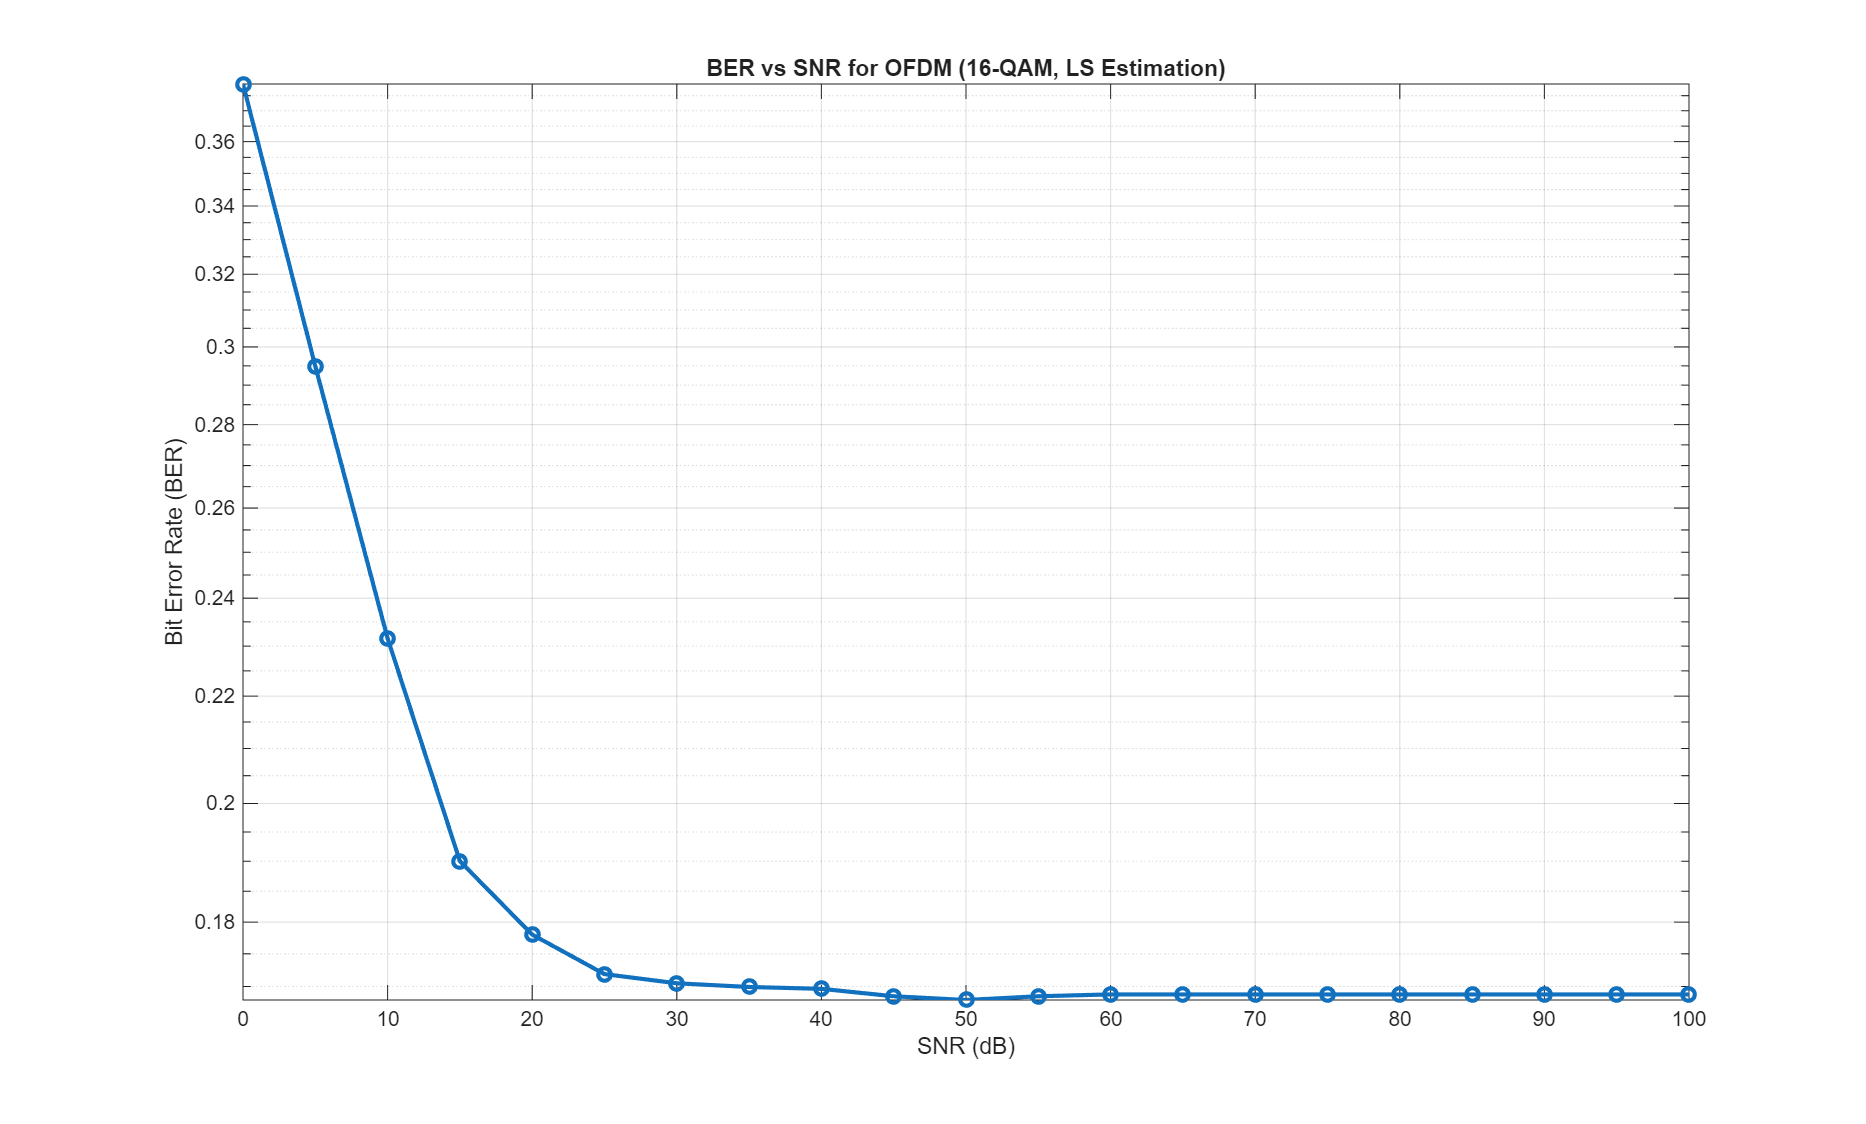 BER vs SNR for OFDM (16-QAM, LS Estimation)
0.36
0.34
0.32
0.3
0.28
0.26
0.24
0.22
0.2
0.18
Bit Error Rate (BER)
0 10 20 30 40 50 60 70 80 90 100
SNR (dB)